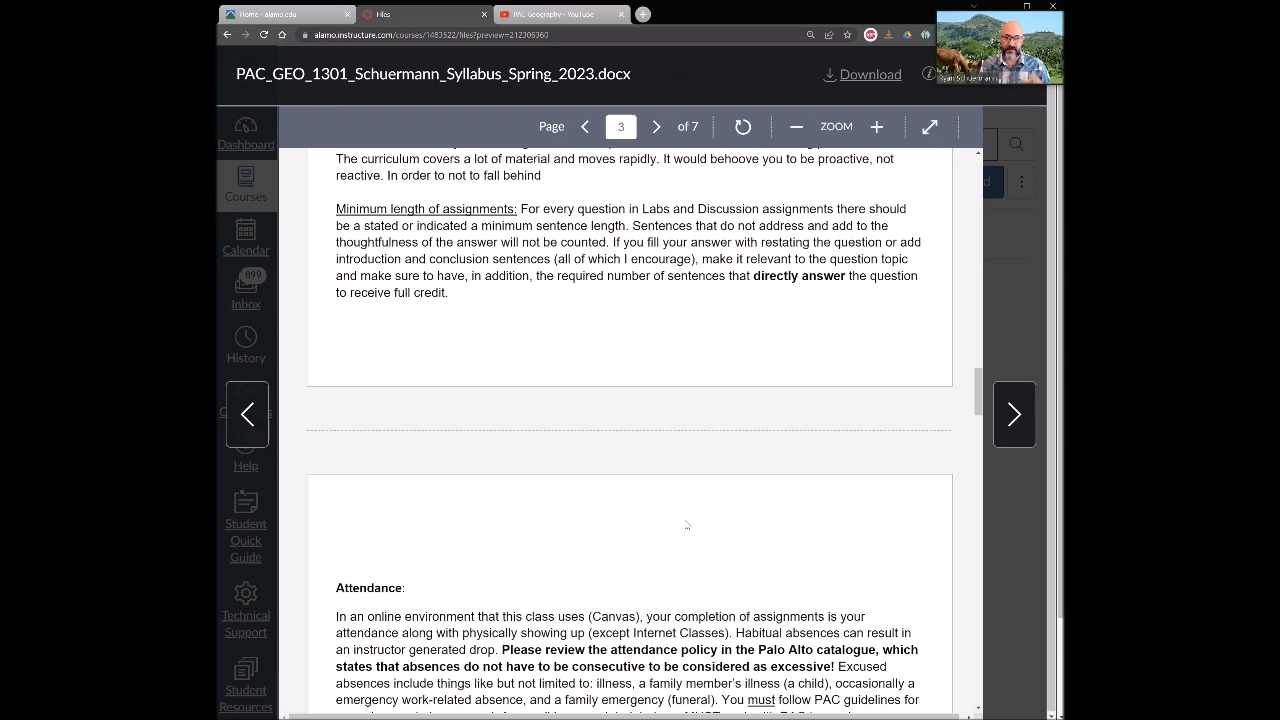 Home - alamo.edu
Files
PAC Geography - YouTube
alamo.instructure.com/courses/1483522/files?preview=212306360
PAC_GEO_1301_Schuermann_Syllabus_Spring_2023.docx
Download
Ryan Schuermann
Page 3 of 7 ZOOM
Dashboard
Courses
Calendar
899
Inbox
History
Help
Student
Quick
Guide
Technical
Support
Student
Resources
The curriculum covers a lot of material and moves rapidly. It would behoove you to be proactive, not
reactive. In order to not to fall behind
Minimum length of assignments: For every question in Labs and Discussion assignments there should
be a stated or indicated a minimum sentence length. Sentences that do not address and add to the
thoughtfulness of the answer will not be counted. If you fill your answer with restating the question or add
introduction and conclusion sentences (all of which I encourage), make it relevant to the question topic
and make sure to have, in addition, the required number of sentences that directly answer the question
to receive full credit.
Attendance:
In an online environment that this class uses (Canvas), your completion of assignments is your
attendance along with physically showing up (except Internet Classes). Habitual absences can result in
an instructor generated drop. Please review the attendance policy in the Palo Alto catalogue, which
states that absences do not have to be consecutive to be considered as excessive! Excused
absences include things like but not limited to; illness, a family member's illness (a child), occasionally a
emergency work-related absence and a family emergency (funeral). You must follow PAC guidelines for